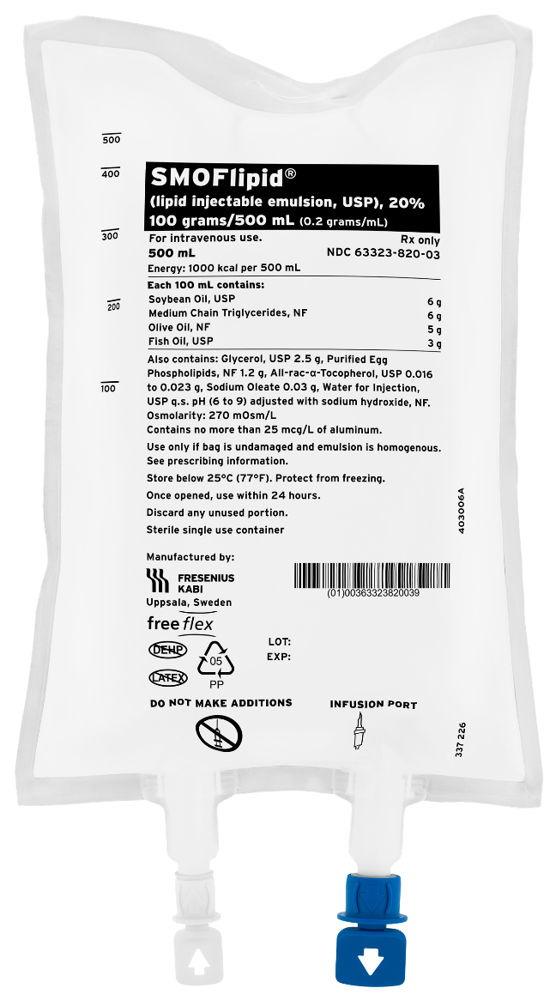 500
400
300
200
100
SMOFlipid®
(lipid injectable emulsion, USP), 20%
100 grams/500 mL (0.2 grams/mL)
For intravenous use. Rx only
500 mL NDC 63323-820-03
Energy: 1000 kcal per 500 mL
Each 100 mL contains:
Soybean Oil, USP 6 g
Medium Chain Triglycerides, NF 6 g
Olive Oil, NF 5 g
Fish Oil, USP 3 g
Also contains: Glycerol, USP 2.5 g, Purified Egg
Phospholipids, NF 1.2 g, All-rac-α-Tocopherol, USP 0.016
to 0.023 g, Sodium Oleate 0.03 g, Water for Injection,
USP q.s. pH (6 to 9) adjusted with sodium hydroxide, NF.
Osmolarity: 270 mOsm/L
Contains no more than 25 mcg/L of aluminum.
Use only if bag is undamaged and emulsion is homogenous.
See prescribing information.
Store below 25°C (77°F). Protect from freezing.
Once opened, use within 24 hours.
Discard any unused portion.
Sterile single use container
403006A
Manufactured by:
FRESENIUS
KABI
Uppsala, Sweden
(01)00363323820039
freeflex
DEHP
LATEX
05
PP
LOT:
EXP:
DO NOT MAKE ADDITIONS INFUSION PORT
337 226